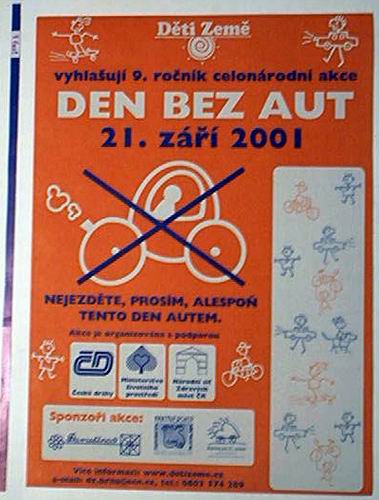 Děti Země
vyhlašují 9. ročník celonárodní akce
DEN BEZ AUT
21. září 2001
NEJEZDĚTE, PROSÍM, ALESPOŇ
TENTO DEN AUTEM.
Akce je organizována s podporou
ČD
České dráhy
Ministerstvo
životního
prostředí
Národní síť
Zdravých
měst ČR
Sponzoři akce:
Více informací: www.detizeme.cz